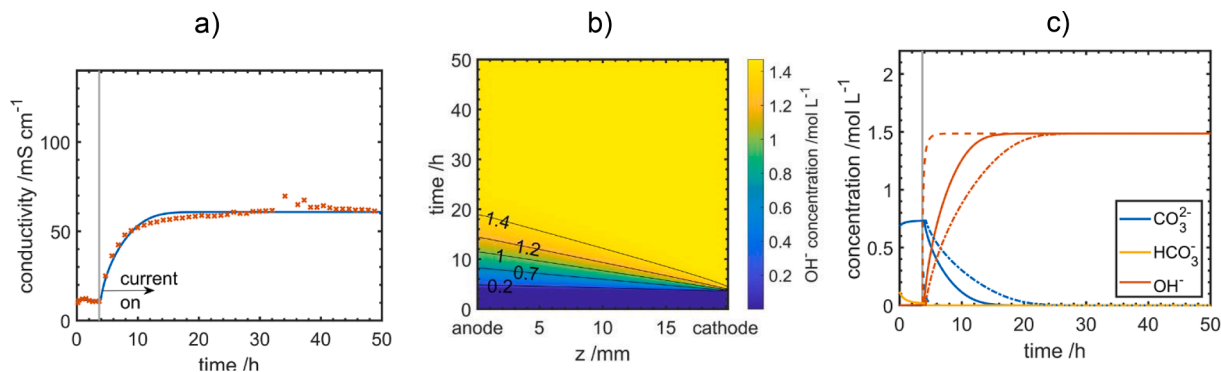 a)
b)
c)
conductivity /mS cm⁻¹
100
50
0
current
on
0 10 20 30 40 50
time /h
time/h
50
40
30
20
10
0
1.4
1.2
1
0.7
0.2
anode 5 10 15 cathode
z /mm
1.4
1.2
1
0.8
0.6
0.4
0.2
OH⁻ concentration /mol L⁻¹
concentration /mol L⁻¹
2
1.5
1
0.5
0
CO₃²⁻
HCO₃⁻
OH⁻
0 10 20 30 40 50
time /h